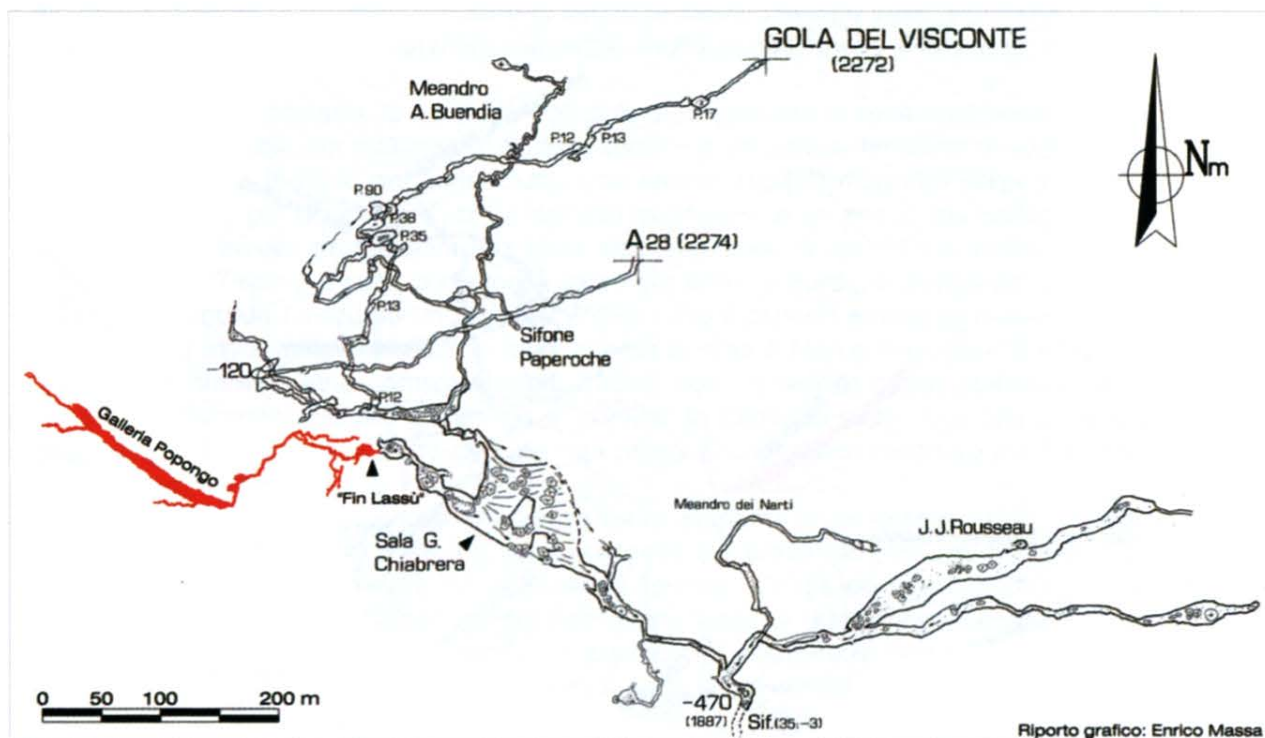 GOLA DEL VISCONTE
(2272)
Meandro
A. Buendia
P.17
P.12
P.13
Nm
P.90
P.38
P.35
A 28 (2274)
P.13
Sifone
Paperoche
-120
P.12
Galleria Popongo
"Fin Lassù"
Sala G.
Chiabrera
Meandro dei Narti
J.J.Rousseau
-470
(1887)
Sif.(35;-3)
0 50 100 200 m
Riporto grafico: Enrico Massa